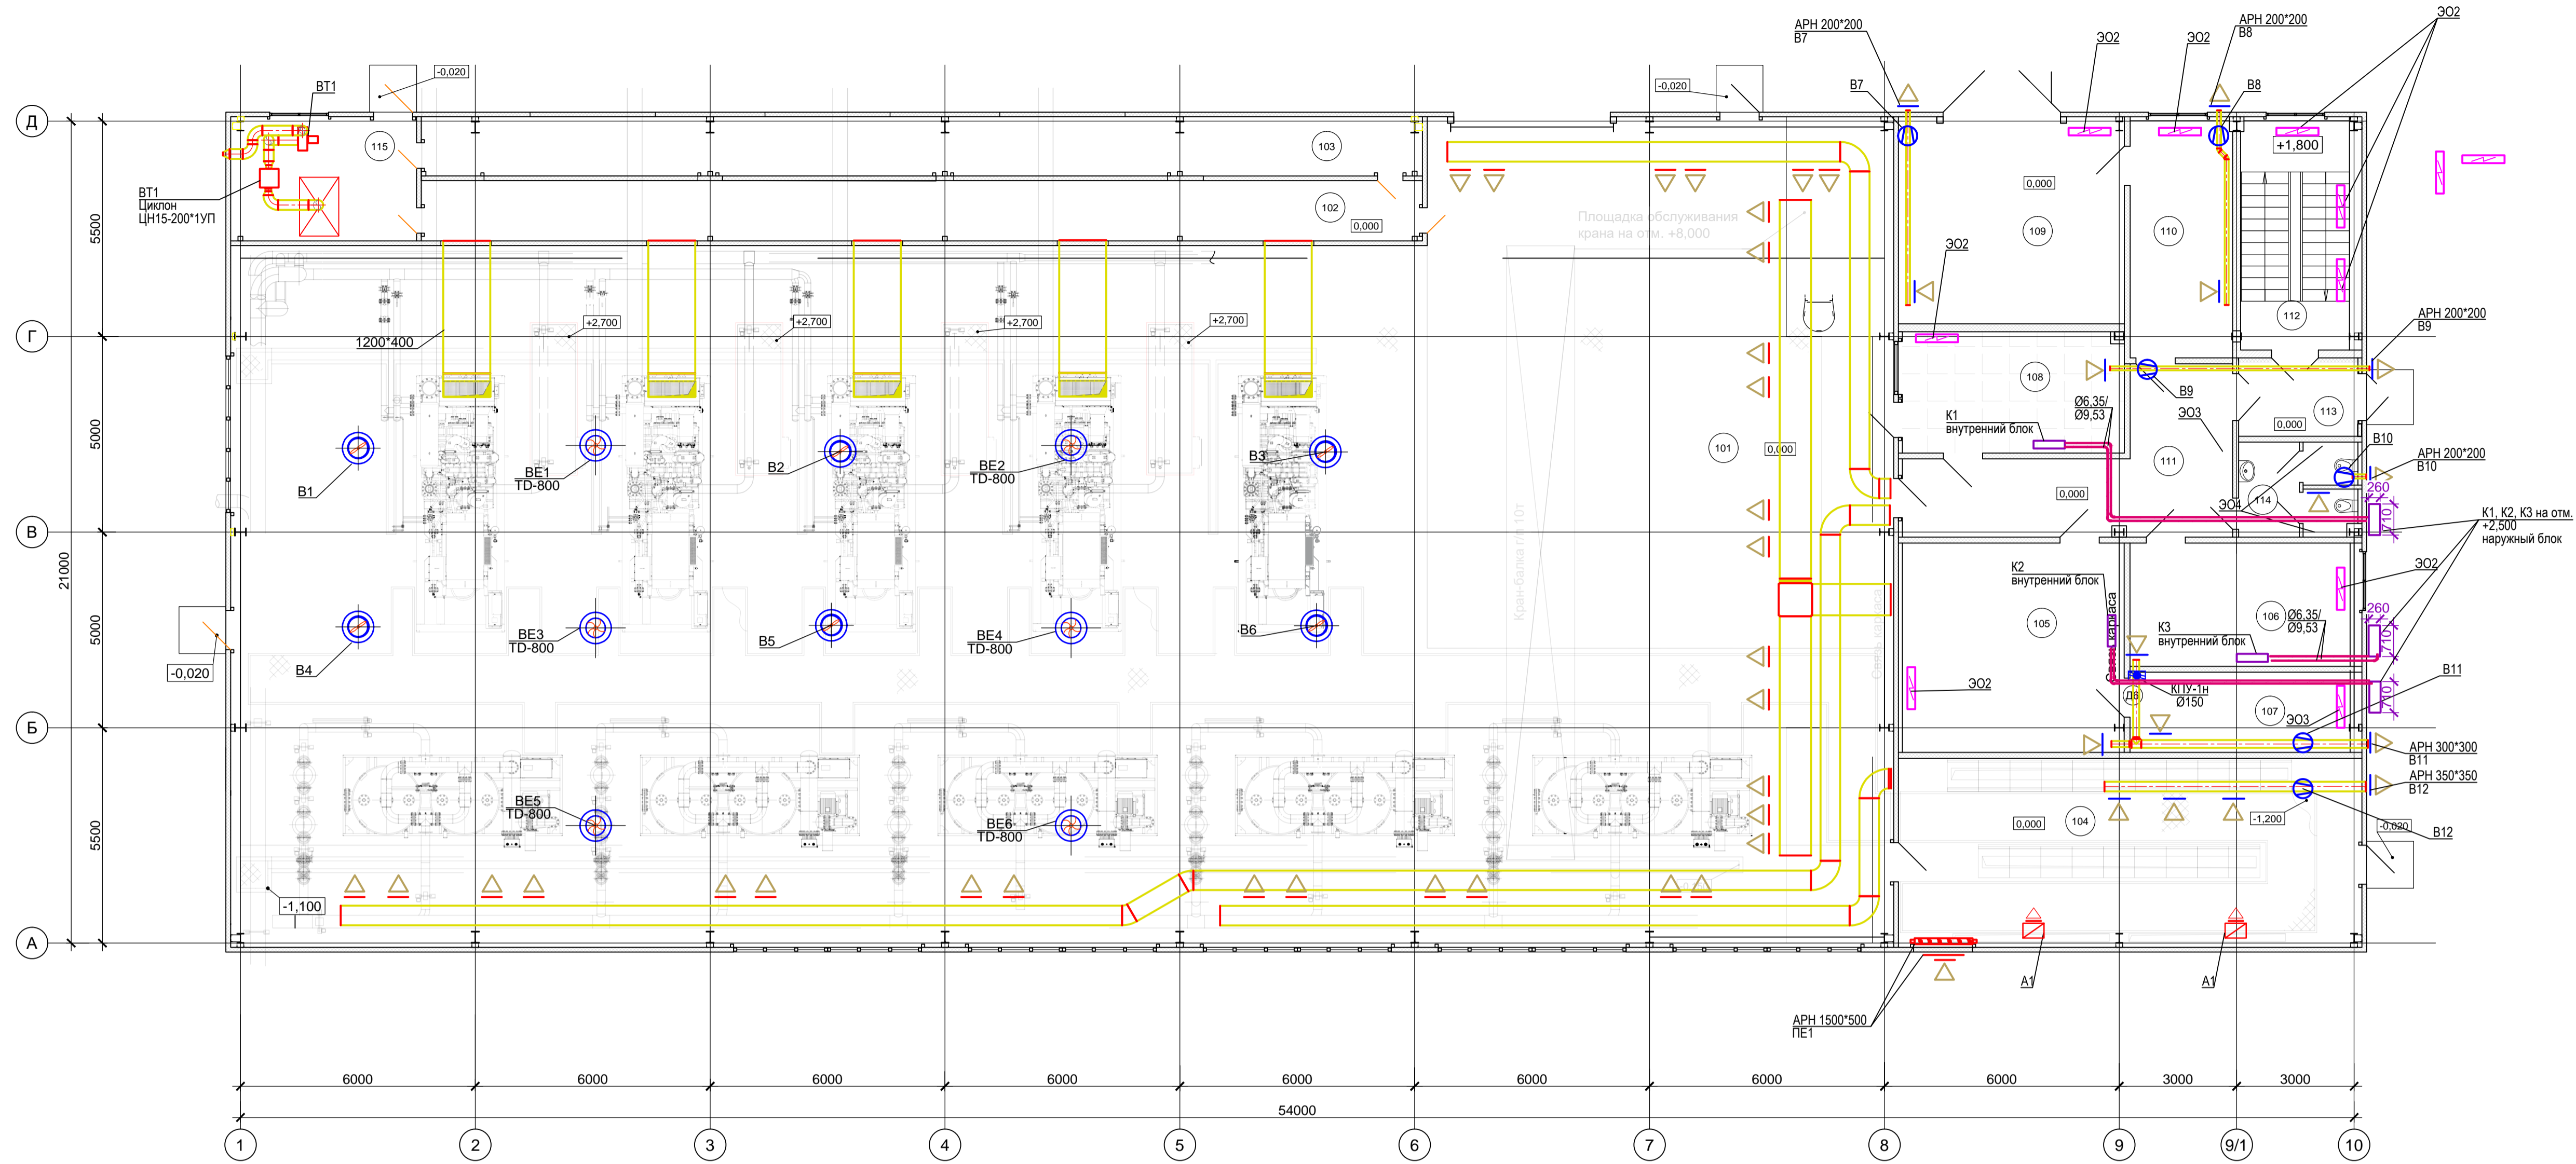 АРН 200*200
В7
ЭО2
ЭО2
АРН 200*200
В8
ЭО2
-0,020
ВТ1
-0,020
В7
В8
Д
115
103
+1,800
ВТ1
Циклон
ЦН15-200*1УП
0,000
102
0,000
5500
Площадка обслуживания
крана на отм. +8,000
109
110
ЭО2
112
АРН 200*200
В9
+2,700
+2,700
+2,700
+2,700
Г
1200*400
108
В9
Ø6,35/
Ø9,53
ЭО3
113
К1
внутренний блок
0,000
5000
101
0,000
В10
В1
ВЕ1
TD-800
В2
ВЕ2
TD-800
В3
111
АРН 200*200
В10
260
0,000
114
ЭО4
710
К1, К2, К3 на отм.
+2,500
наружный блок
В
Кран-балка г/п 10т
21000
К2
внутренний блок
ЭО2
Связь каркаса
Связь каркаса
260
5000
105
106
Ø6,35/
Ø9,53
710
К3
внутренний блок
ВЕ3
TD-800
В5
ВЕ4
TD-800
В6
В4
-0,020
ЭО2
КПУ-1н
Ø150
В11
710
107
ЭО3
Б
АРН 300*300
В11
АРН 350*350
В12
ВЕ5
TD-800
ВЕ6
TD-800
5500
0,000
104
-1,200
-0,020
В12
-1,100
А
А1
А1
АРН 1500*500
ПЕ1
6000
6000
6000
6000
6000
6000
6000
6000
3000
3000
54000
1
2
3
4
5
6
7
8
9
9/1
10